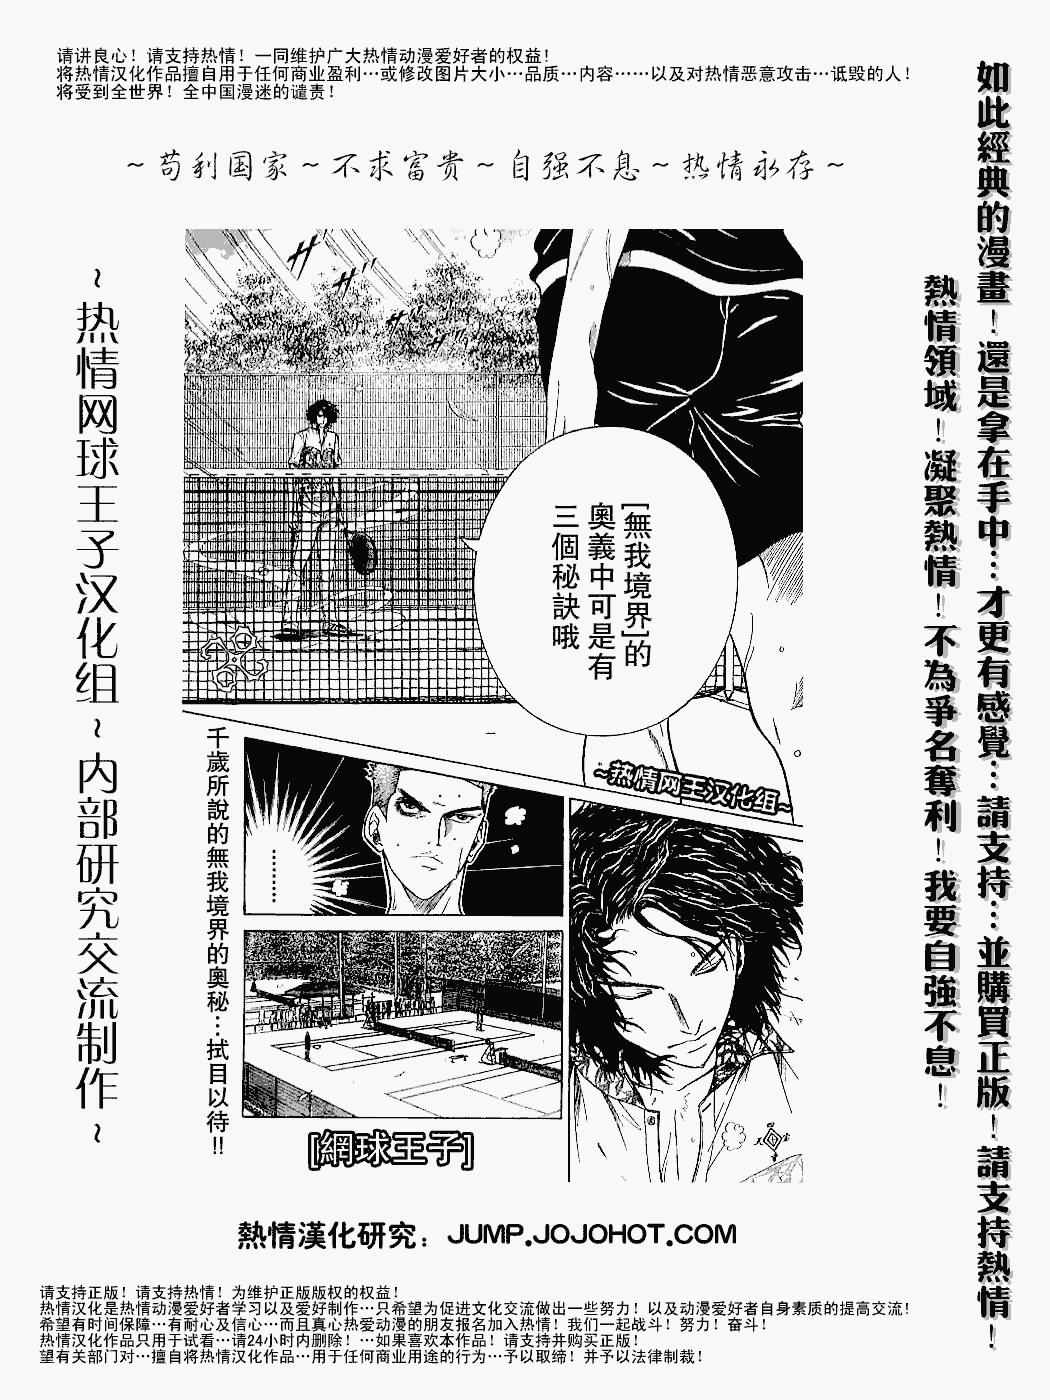 请讲良心！请支持热情！一同维护广大热情动漫爱好者的权益！
将热情汉化作品擅自用于任何商业盈利…或修改图片大小…品质…内容……以及对热情恶意攻击…诋毁的人！
将受到全世界！全中国漫迷的谴责！
～苟利国家～不求富贵～自强不息～热情永存～
如此經典的漫畫！還是拿在手中…才更有感覺…請支持…並購買正版！請支持熱情！
熱情領域！凝聚熱情！不為爭名奪利！我要自強不息！
～热情网球王子汉化组～内部研究交流制作～
[無我境界]的
奧義中可是有
三個秘訣哦
～热情网王汉化组～
………
千歲所說的無我境界的奧秘…拭目以待!!
[網球王子]
熱情漢化研究：JUMP.JOJOHOT.COM
请支持正版！请支持热情！为维护正版版权的权益！
热情汉化是热情动漫爱好者学习以及爱好制作…只希望为促进文化交流做出一些努力！以及动漫爱好者自身素质的提高交流！
希望有时间保障…有耐心及信心…而且真心热爱动漫的朋友报名加入热情！我们一起战斗！努力！奋斗！
热情汉化作品只用于试看…请24小时内删除！…如果喜欢本作品！请支持并购买正版！
望有关部门对…擅自将热情汉化作品…用于任何商业用途的行为…予以取缔！并予以法律制裁！